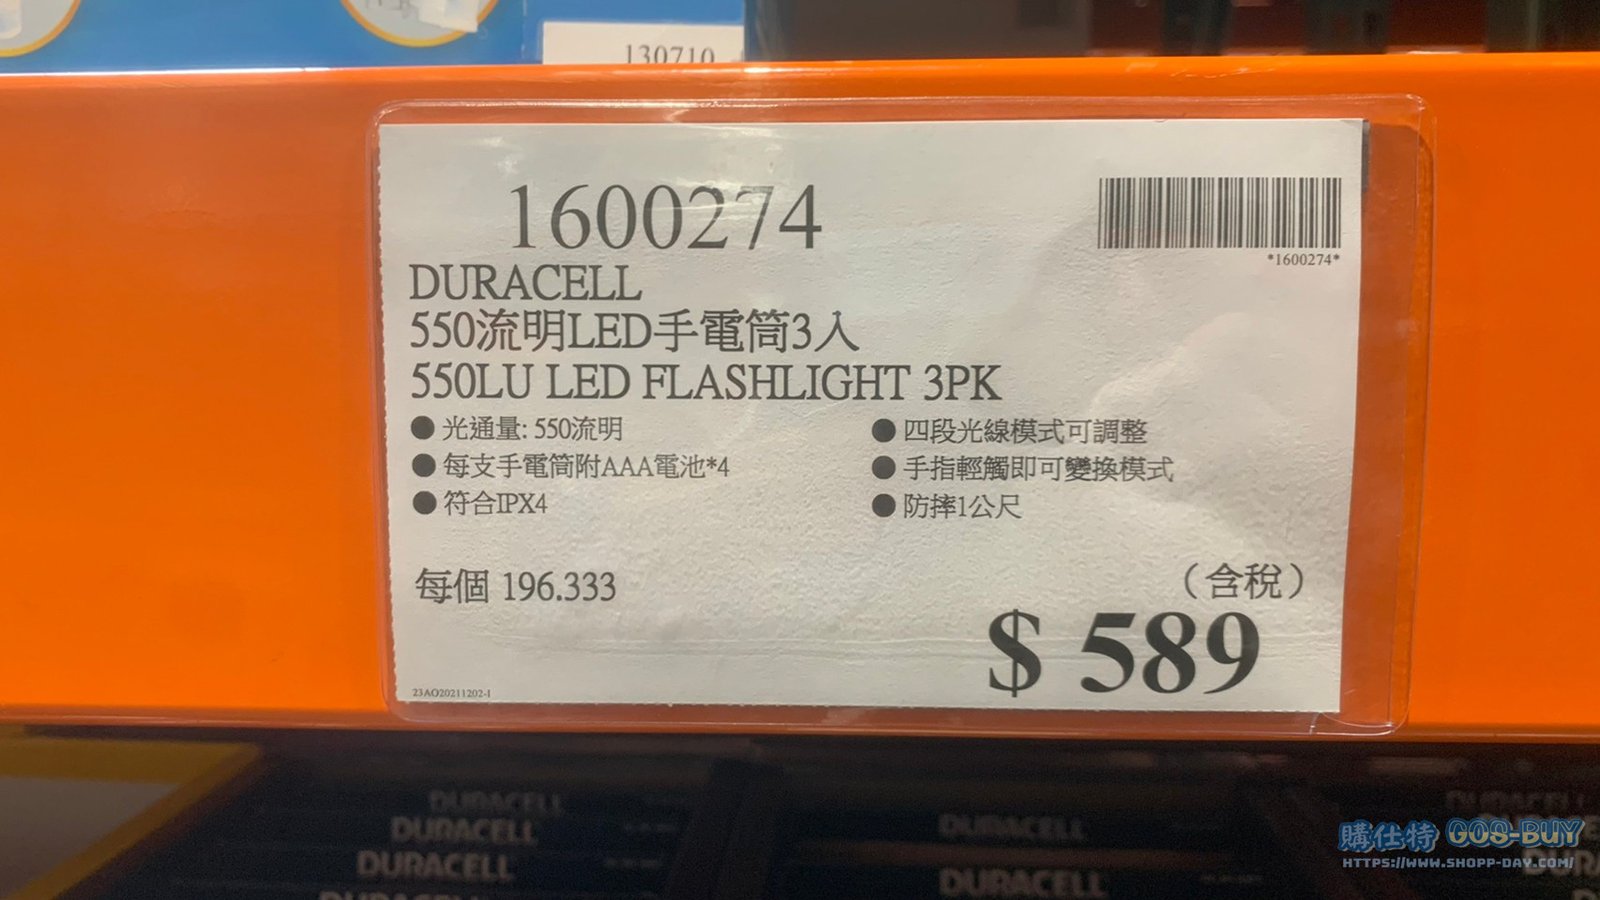 130710
1600274
*1600274*
DURACELL
550流明LED手電筒3入
550LU LED FLASHLIGHT 3PK
● 光通量: 550流明
● 四段光線模式可調整
● 每支手電筒附AAA電池*4
● 手指輕觸即可變換模式
● 符合IPX4
● 防摔1公尺
每個 196.333
(含稅)
$ 589
23AO20211202-1
DURACELL
DURACELL
DURACELL
DURACELL
DURACELL
DURACELL
購仕特 GOS-BUY
HTTPS://WWW.SHOPP-DAY.COM/